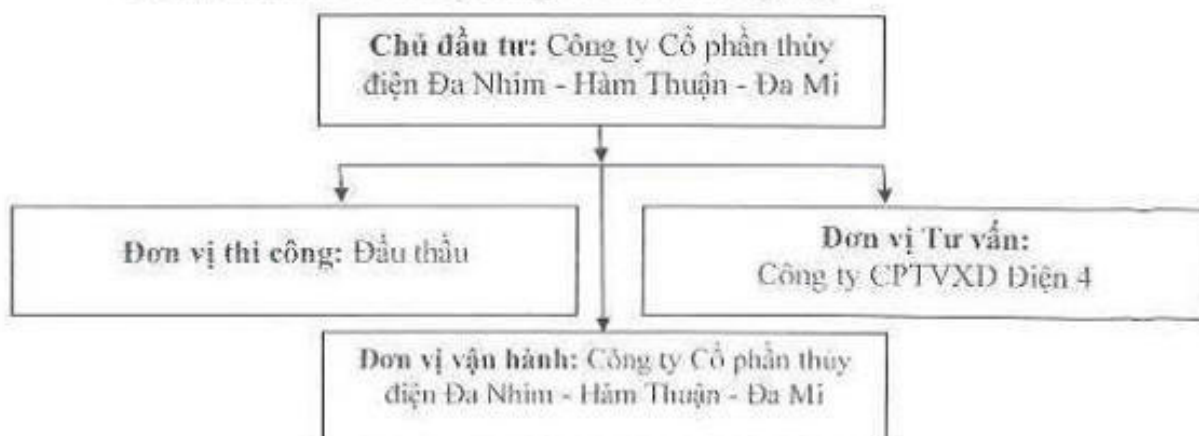 Chủ đầu tư: Công ty Cổ phần thủy
điện Đa Nhim - Hàm Thuận - Đa Mi
Đơn vị thi công: Đấu thầu
Đơn vị Tư vấn:
Công ty CPTVXD Điện 4
Đơn vị vận hành: Công ty Cổ phần thủy
điện Đa Nhim - Hàm Thuận - Đa Mi